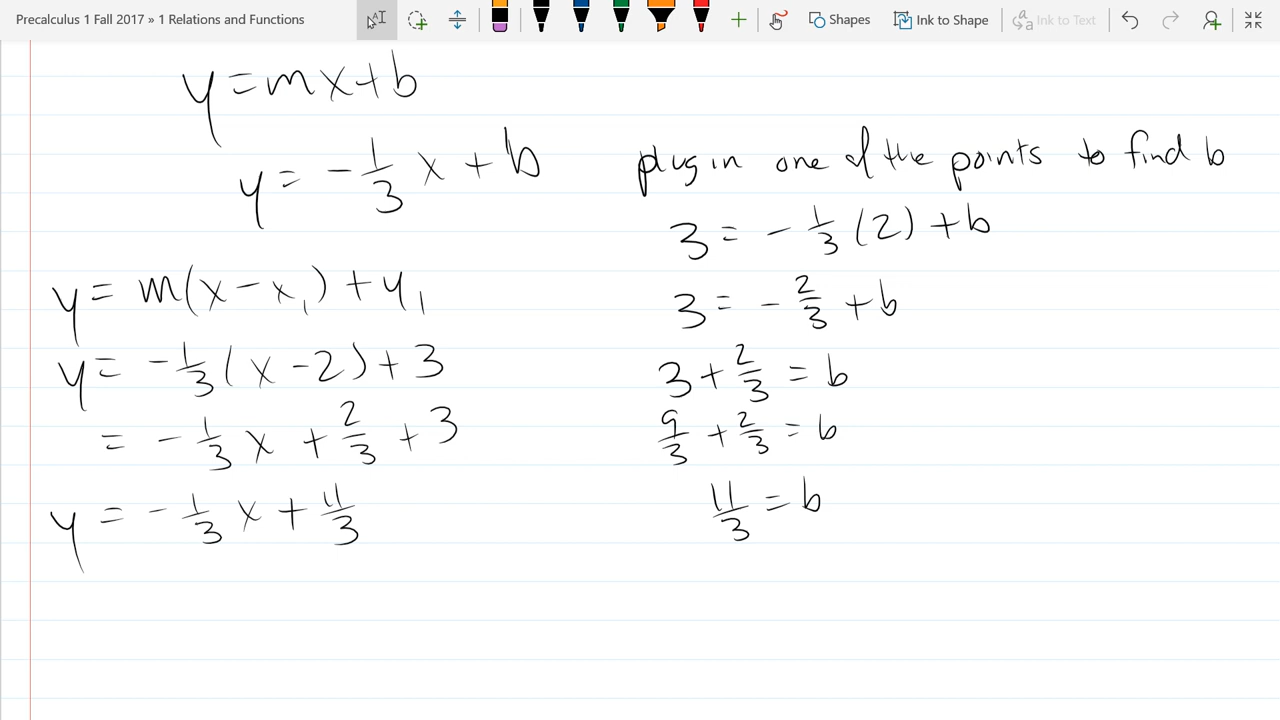 Precalculus 1 Fall 2017 » 1 Relations and Functions
Shapes
Ink to Shape
Ink to Text
y = mx + b
y = -1/3 x + b
plug in one of the points to find b
3 = -1/3 (2) + b
3 = -2/3 + b
3 + 2/3 = b
9/3 + 2/3 = b
11/3 = b
y = m(x - x₁) + y₁
y = -1/3 (x - 2) + 3
= -1/3 x + 2/3 + 3
y = -1/3 x + 11/3